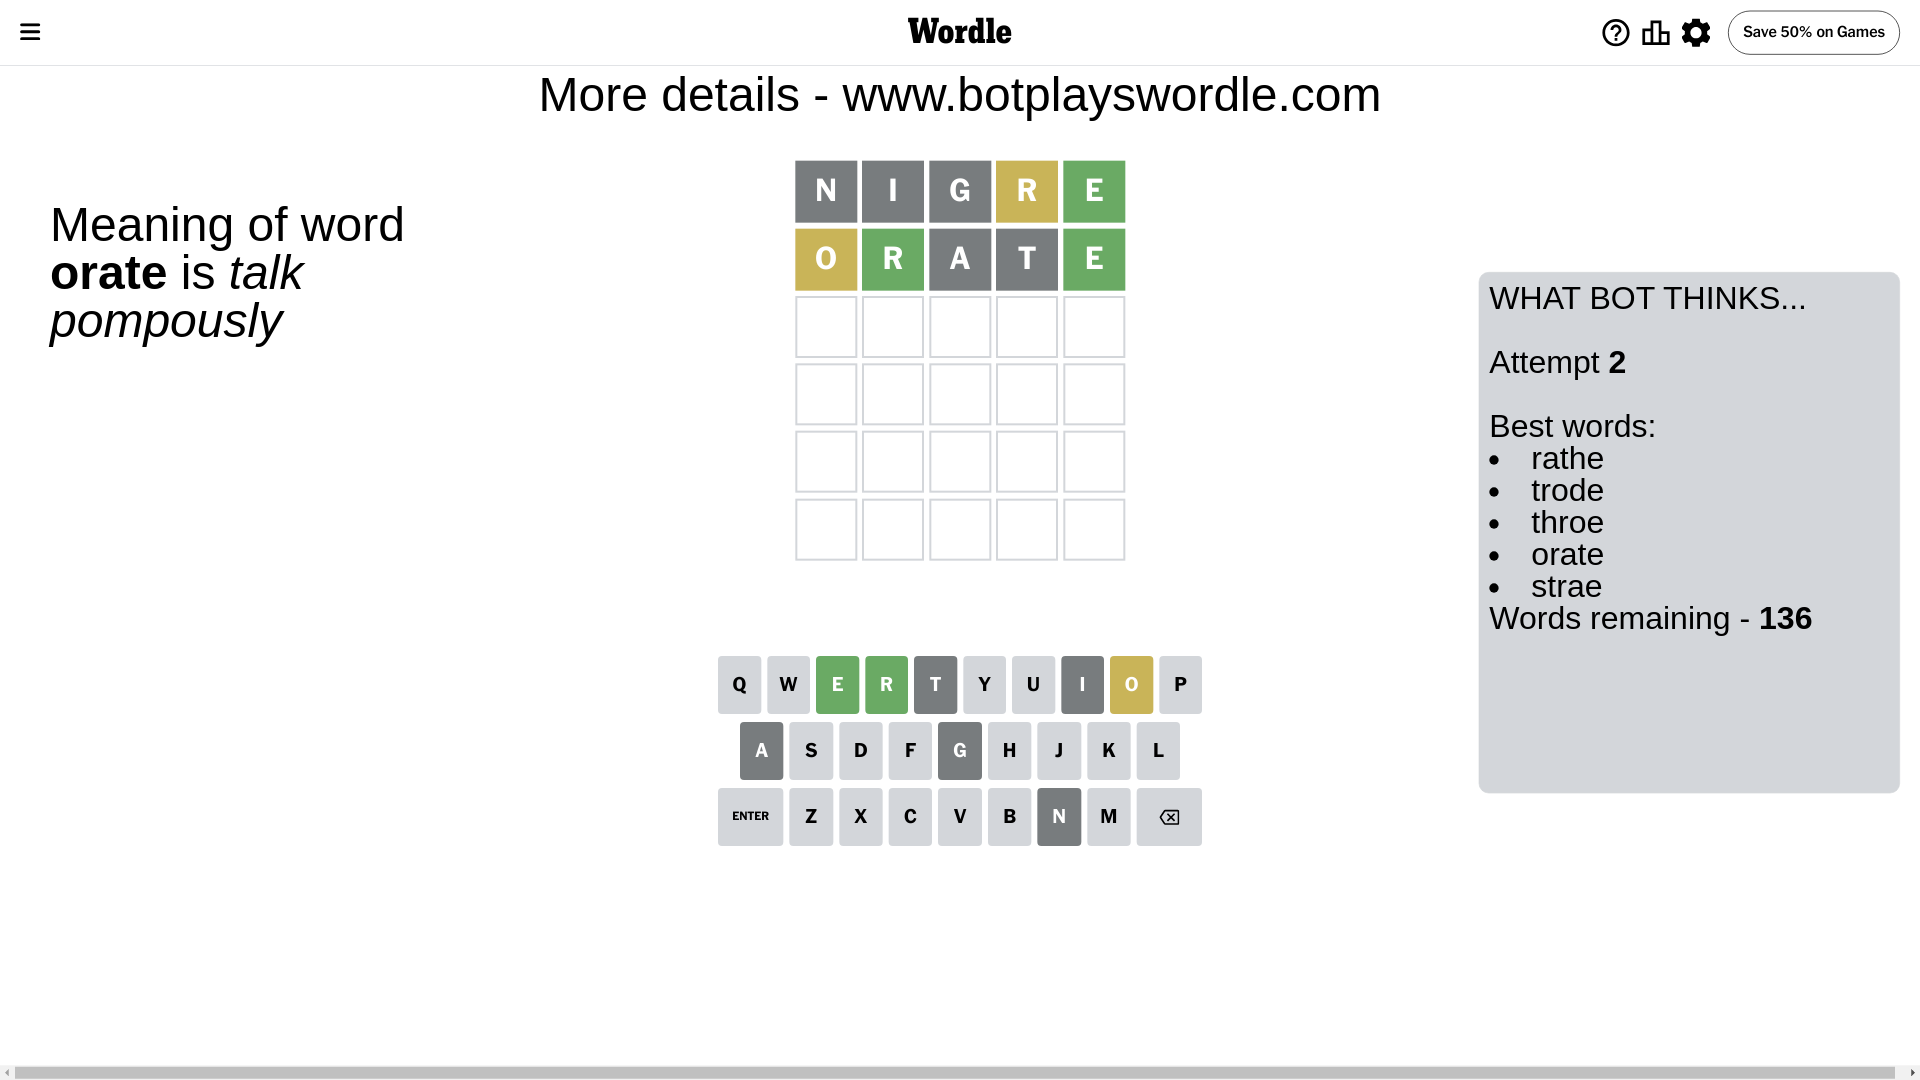 Wordle
Save 50% on Games
More details - www.botplayswordle.com
Meaning of word
orate is talk
pompously
N I G R E
O R A T E
WHAT BOT THINKS...
Attempt 2
Best words:
• rathe
• trode
• throe
• orate
• strae
Words remaining - 136
Q W E R T Y U I O P
A S D F G H J K L
ENTER Z X C V B N M